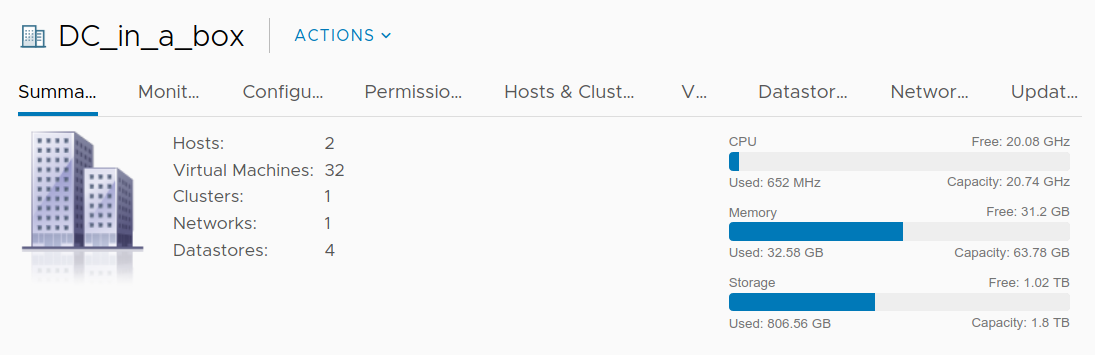 DC_in_a_box ACTIONS
Summa... Monit... Configu... Permissio... Hosts & Clust... V... Datastor... Networ... Updat...
Hosts: 2
Virtual Machines: 32
Clusters: 1
Networks: 1
Datastores: 4
CPU Free: 20.08 GHz
Used: 652 MHz Capacity: 20.74 GHz
Memory Free: 31.2 GB
Used: 32.58 GB Capacity: 63.78 GB
Storage Free: 1.02 TB
Used: 806.56 GB Capacity: 1.8 TB